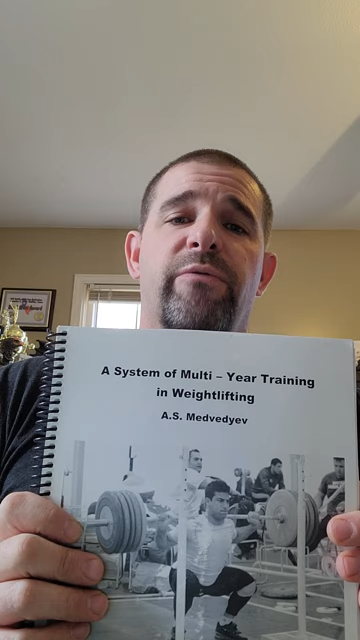 A System of Multi – Year Training
in Weightlifting
A.S. Medvedyev